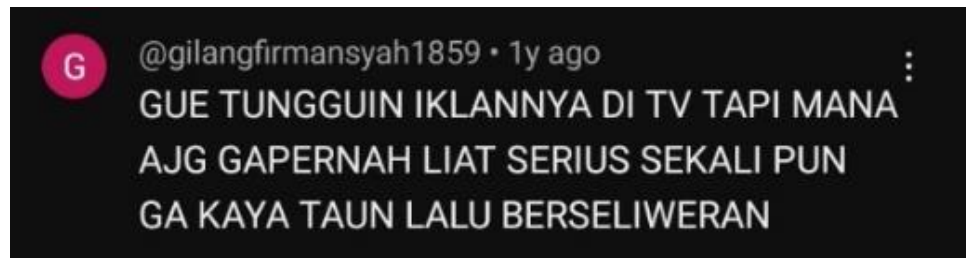 G
@gilangfirmansyah1859 • 1y ago
GUE TUNGGUIN IKLANNYA DI TV TAPI MANA
AJG GAPERNAH LIAT SERIUS SEKALI PUN
GA KAYA TAUN LALU BERSELIWERAN